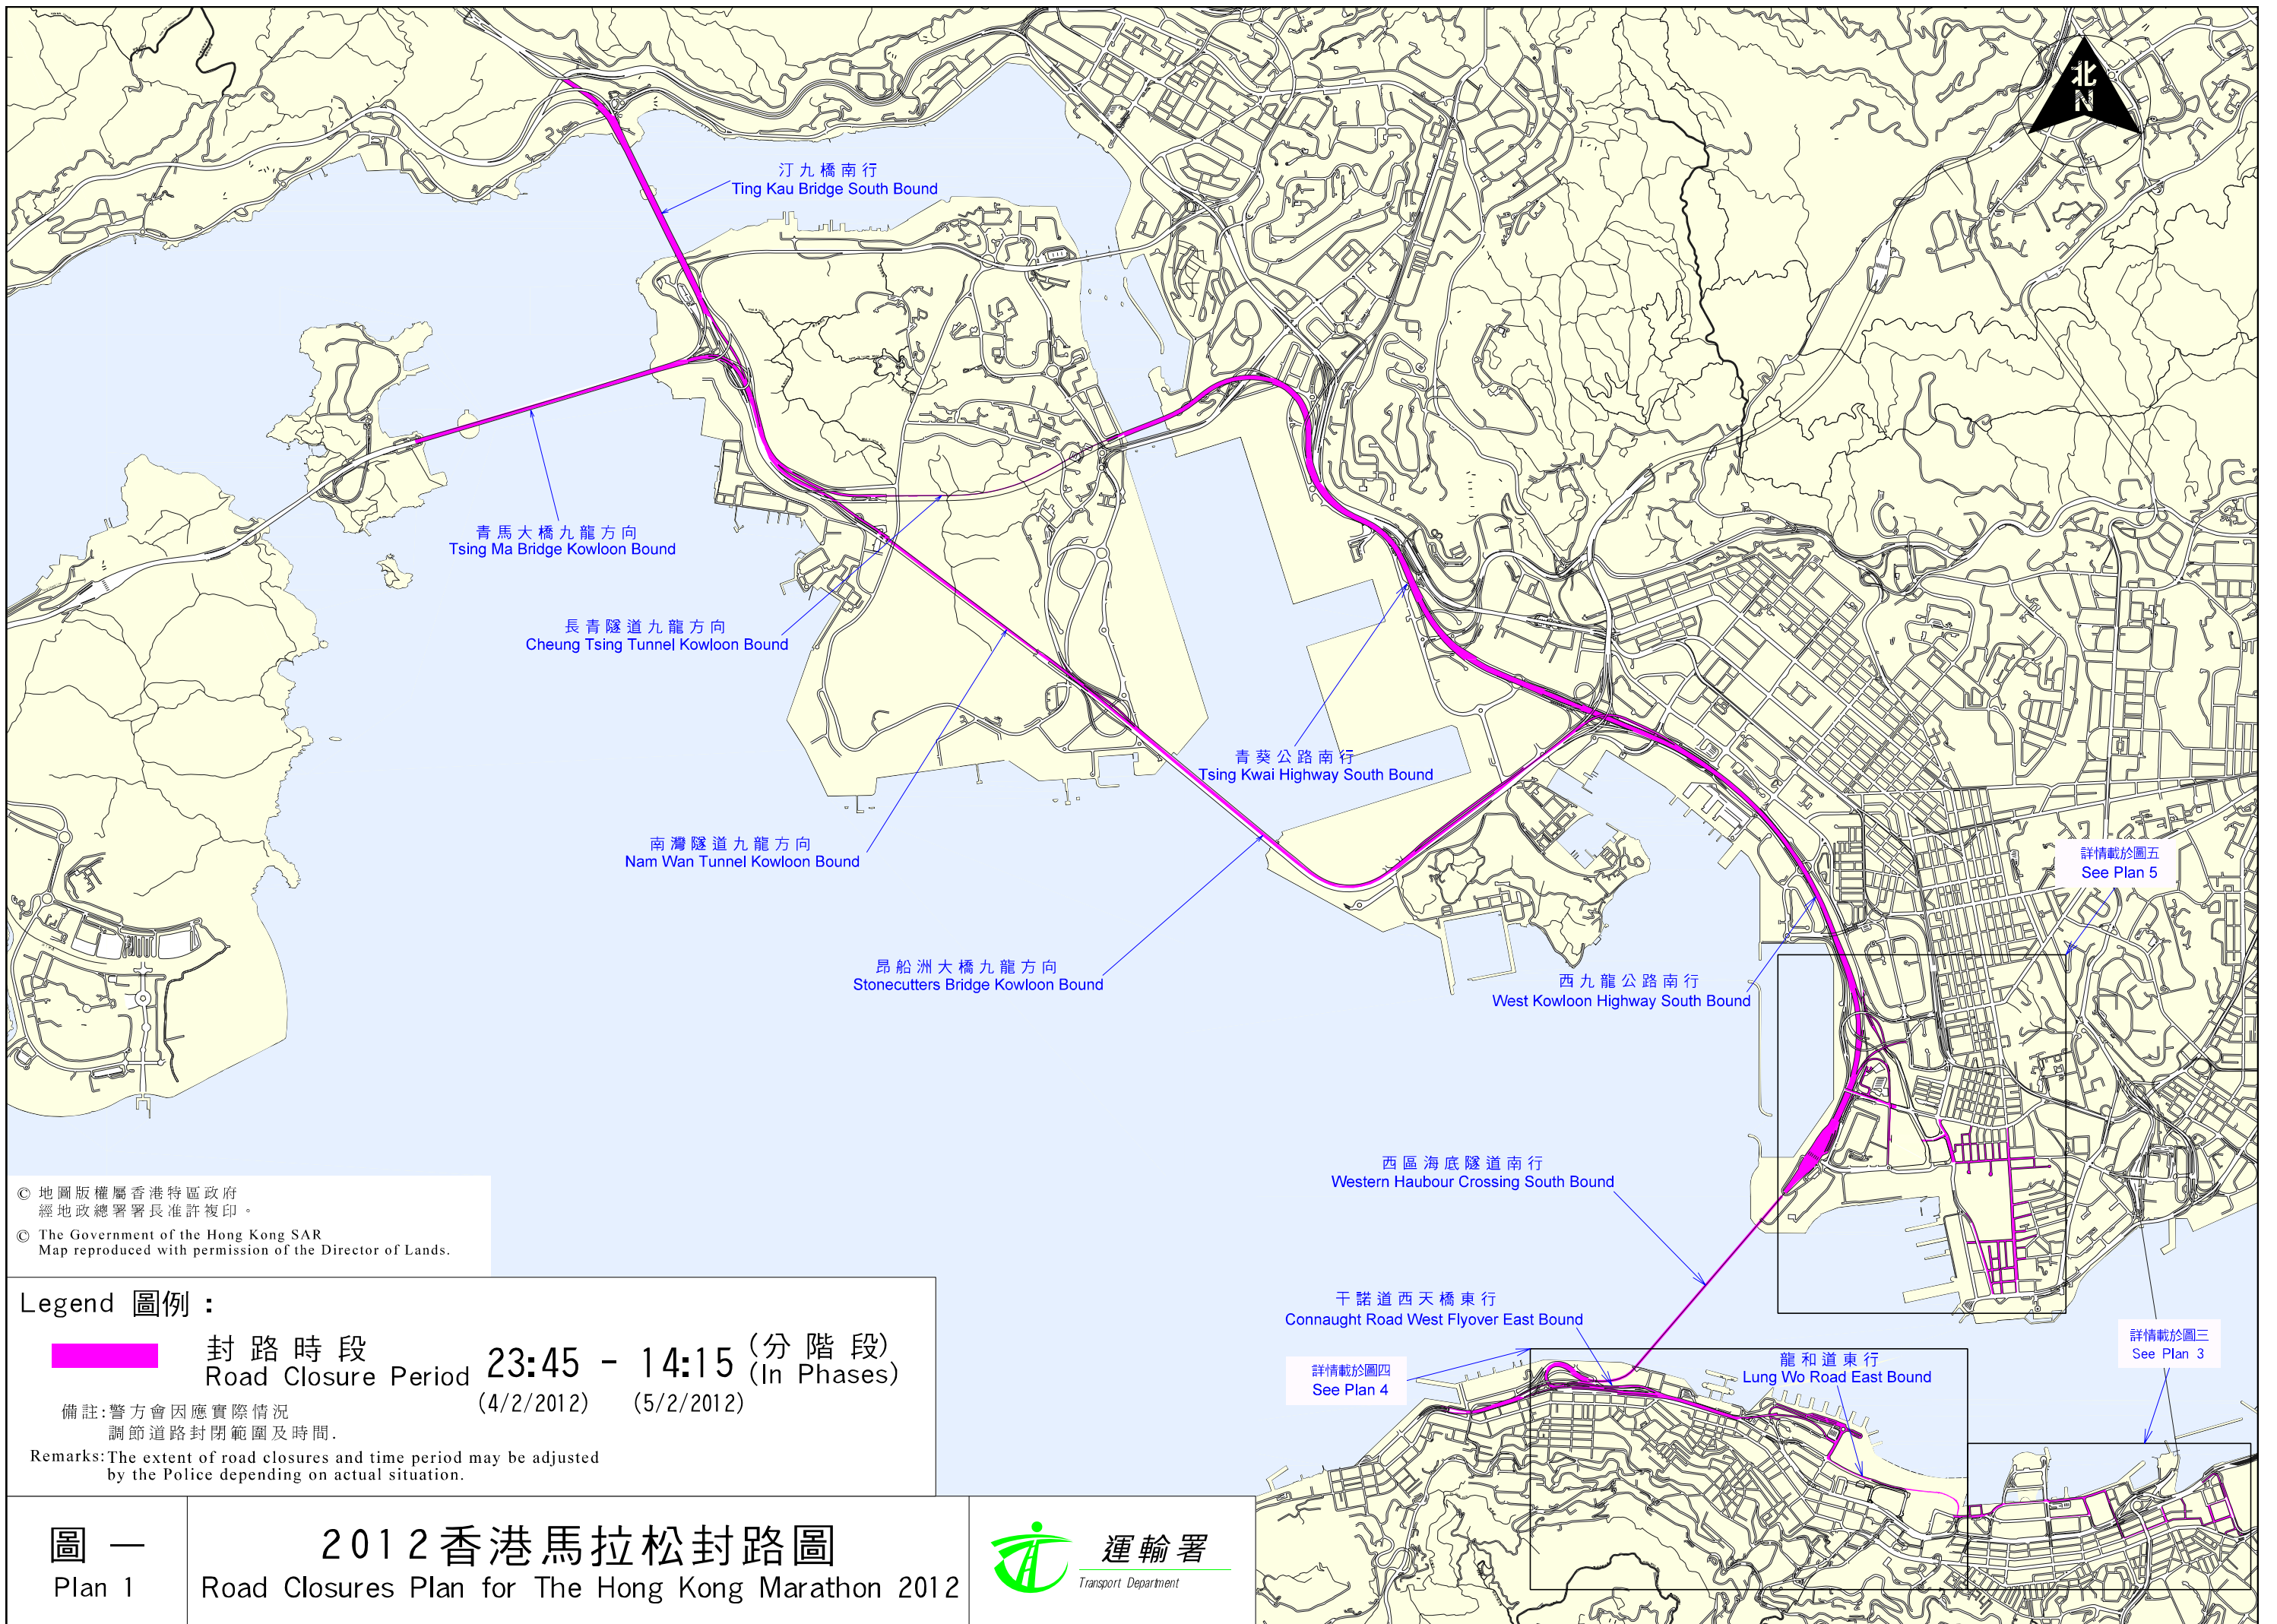 北
N
汀九橋南行
Ting Kau Bridge South Bound
青馬大橋九龍方向
Tsing Ma Bridge Kowloon Bound
長青隧道九龍方向
Cheung Tsing Tunnel Kowloon Bound
青葵公路南行
Tsing Kwai Highway South Bound
南灣隧道九龍方向
Nam Wan Tunnel Kowloon Bound
詳情載於圖五
See Plan 5
昂船洲大橋九龍方向
Stonecutters Bridge Kowloon Bound
西九龍公路南行
West Kowloon Highway South Bound
西區海底隧道南行
Western Haubour Crossing South Bound
干諾道西天橋東行
Connaught Road West Flyover East Bound
詳情載於圖三
See Plan 3
詳情載於圖四
See Plan 4
龍和道東行
Lung Wo Road East Bound
© 地圖版權屬香港特區政府
經地政總署署長准許複印。
© The Government of the Hong Kong SAR
Map reproduced with permission of the Director of Lands.
Legend 圖例 :
封路時段
Road Closure Period 23:45 - 14:15 (分階段)
(In Phases)
(4/2/2012) (5/2/2012)
備註:警方會因應實際情況
調節道路封閉範圍及時間.
Remarks:The extent of road closures and time period may be adjusted
by the Police depending on actual situation.
圖一
Plan 1
2012香港馬拉松封路圖
Road Closures Plan for The Hong Kong Marathon 2012
運輸署
Transport Department